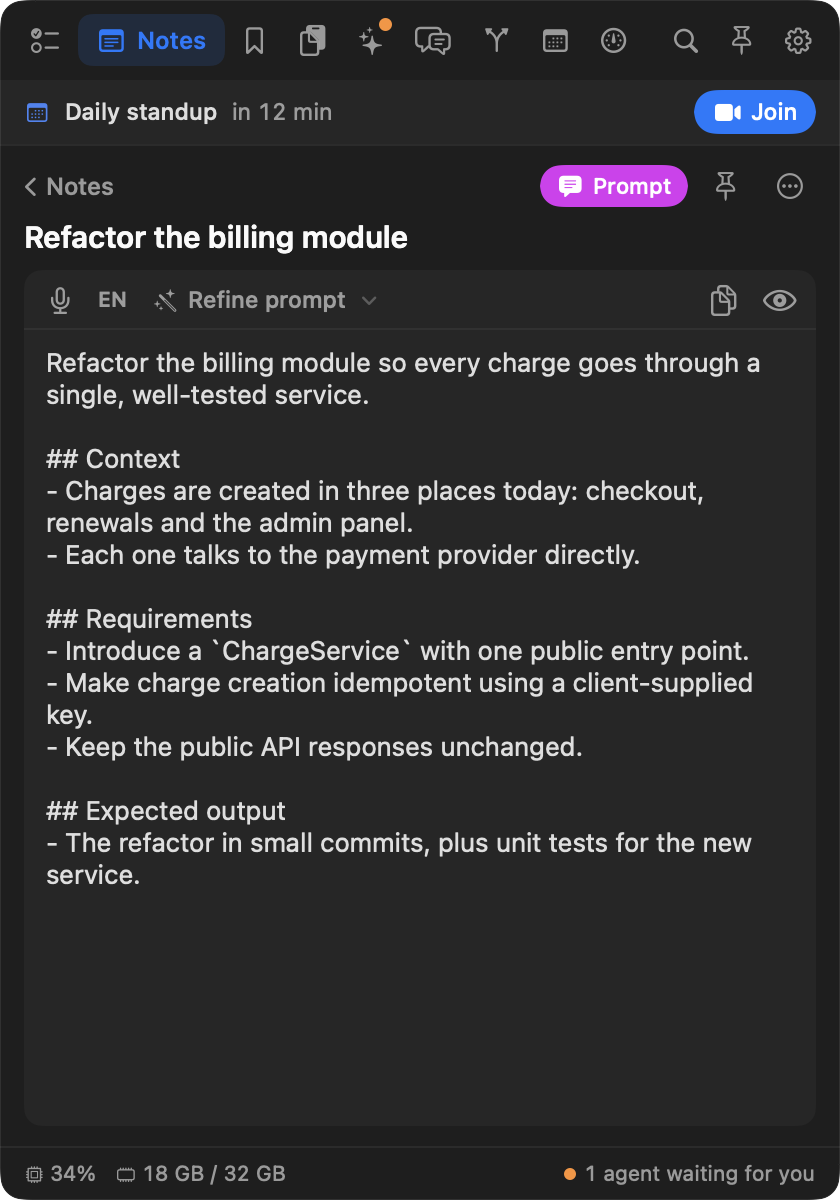 Notes
Daily standup in 12 min
Join
Notes
Prompt
Refactor the billing module
EN
Refine prompt
Refactor the billing module so every charge goes through a
single, well-tested service.
## Context
- Charges are created in three places today: checkout,
renewals and the admin panel.
- Each one talks to the payment provider directly.
## Requirements
- Introduce a `ChargeService` with one public entry point.
- Make charge creation idempotent using a client-supplied
key.
- Keep the public API responses unchanged.
## Expected output
- The refactor in small commits, plus unit tests for the new
service.
34%
18 GB / 32 GB
1 agent waiting for you